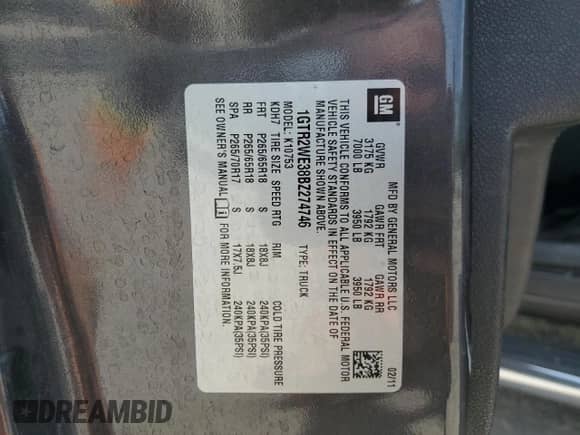 GM
MFD BY GENERAL MOTORS LLC
02/11
GVWR GAWR FRT GAWR RR
3175 KG 1792 KG 1792 KG
7000 LB 3950 LB 3950 LB
THIS VEHICLE CONFORMS TO ALL APPLICABLE U.S. FEDERAL MOTOR
VEHICLE SAFETY STANDARDS IN EFFECT ON THE DATE OF
MANUFACTURE SHOWN ABOVE.
1GTR2VE38BZ274746 TYPE: TRUCK
MODEL: K10753
KDH7 TIRE SIZE SPEED RTG RIM COLD TIRE PRESSURE
FRT P265/65R18 S 18X8J 240KPA(35PSI)
RR P265/65R18 S 18X8J 240KPA(35PSI)
SPA P265/70R17 S 17X7.5J 240KPA(35PSI)
SEE OWNER'S MANUAL FOR MORE INFORMATION.
DREAMBID